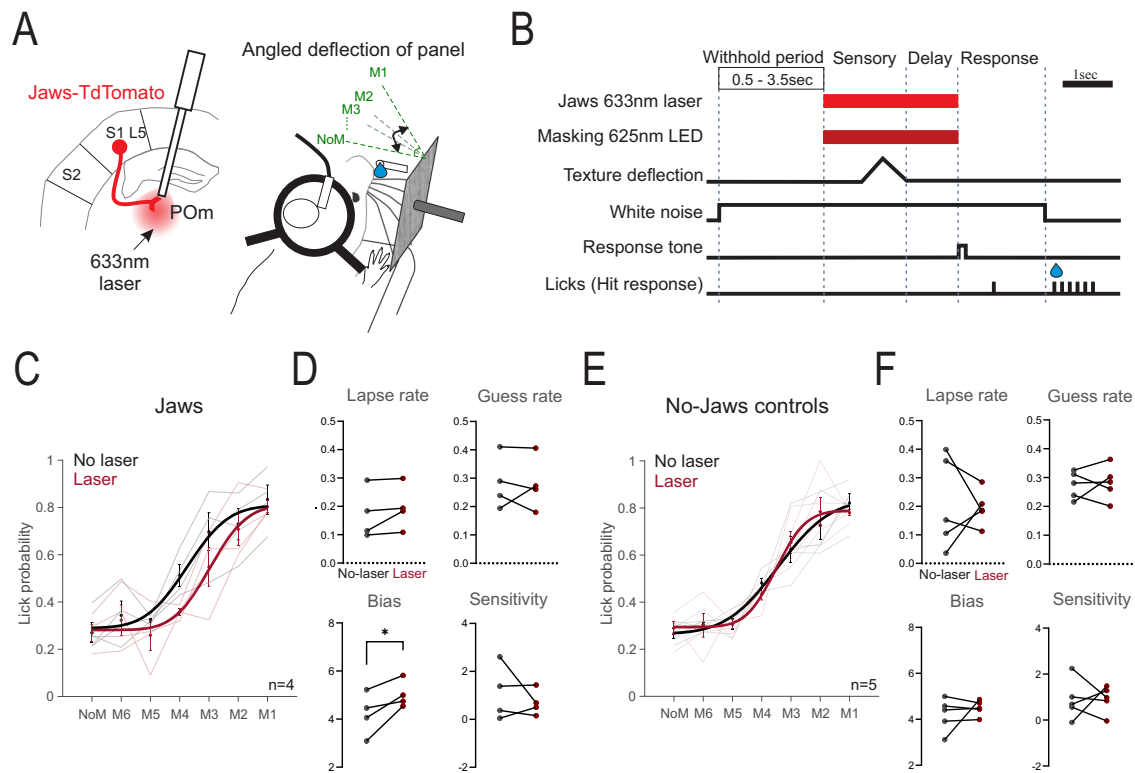 A
Jaws-TdTomato
S1 L5
S2
POm
633nm
laser
Angled deflection of panel
M1
M2
M3
NoM
B
Withhold period
Sensory
Delay
Response
0.5 - 3.5sec
1sec
Jaws 633nm laser
Masking 625nm LED
Texture deflection
White noise
Response tone
Licks (Hit response)
C
Jaws
No laser
Laser
Lick probability
1
0.8
0.6
0.4
0.2
0
n=4
NoM M6 M5 M4 M3 M2 M1
D
Lapse rate
0.5
0.4
0.3
0.2
0.1
0.0
No-laser Laser
Guess rate
0.5
0.4
0.3
0.2
0.1
0.0
Bias
*
8
6
4
2
Sensitivity
4
2
0
-2
E
No-Jaws controls
No laser
Laser
Lick probability
1
0.8
0.6
0.4
0.2
0
n=5
NoM M6 M5 M4 M3 M2 M1
F
Lapse rate
0.5
0.4
0.3
0.2
0.1
0.0
No-laser Laser
Guess rate
0.5
0.4
0.3
0.2
0.1
0.0
Bias
8
6
4
2
Sensitivity
4
2
0
-2